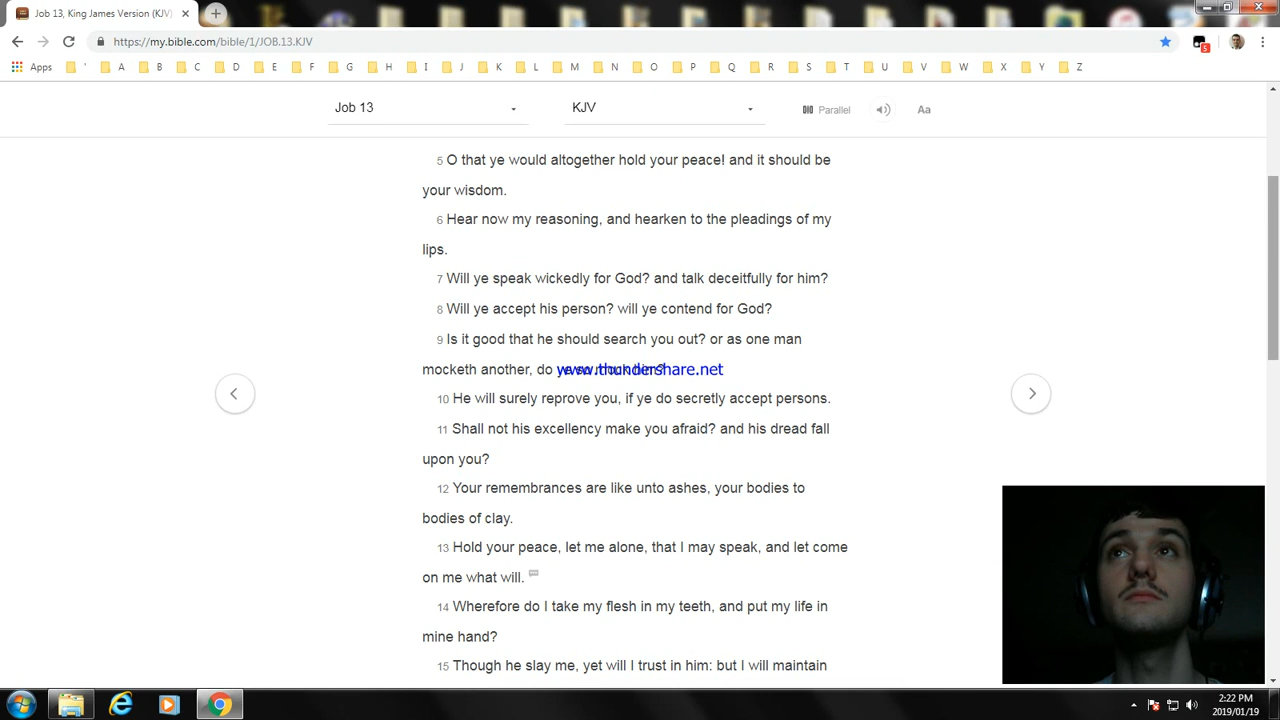 Job 13, King James Version (KJV)
https://my.bible.com/bible/1/JOB.13.KJV
5
Apps ' A B C D E F G H I J K L M N O P Q R S T U V W X Y Z
Job 13 KJV Parallel Aa
5 O that ye would altogether hold your peace! and it should be
your wisdom.
6 Hear now my reasoning, and hearken to the pleadings of my
lips.
7 Will ye speak wickedly for God? and talk deceitfully for him?
8 Will ye accept his person? will ye contend for God?
9 Is it good that he should search you out? or as one man
mocketh another, do ye so mock him?
www.thundershare.net
10 He will surely reprove you, if ye do secretly accept persons.
11 Shall not his excellency make you afraid? and his dread fall
upon you?
12 Your remembrances are like unto ashes, your bodies to
bodies of clay.
13 Hold your peace, let me alone, that I may speak, and let come
on me what will.
14 Wherefore do I take my flesh in my teeth, and put my life in
mine hand?
15 Though he slay me, yet will I trust in him: but I will maintain
2:22 PM
2019/01/19